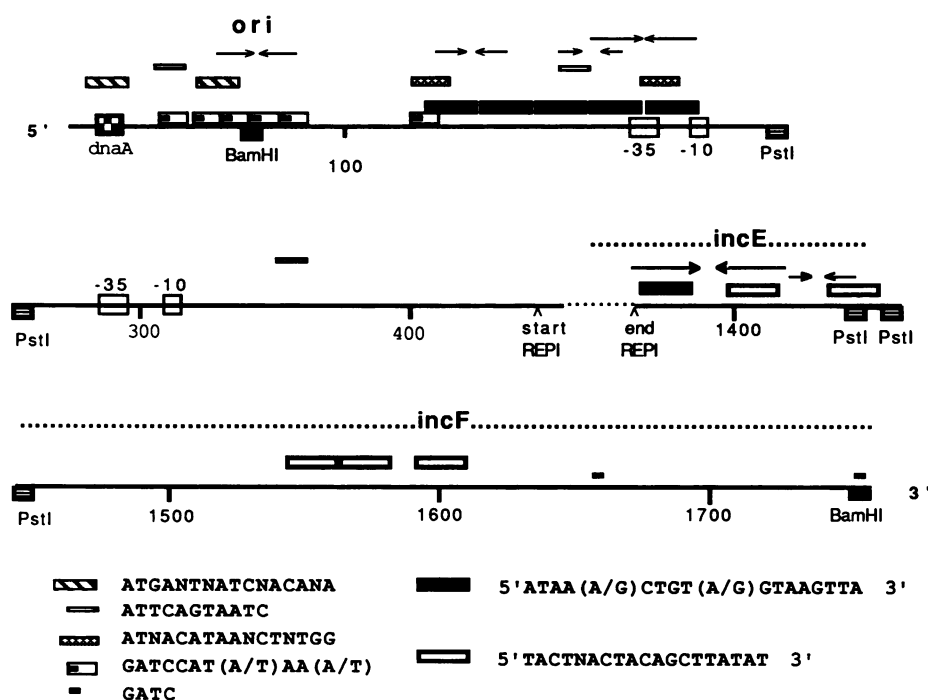 ori
5' dnaA BamHI 100 -35 -10 PstI
incE
-35 -10
PstI 300 400 start REPI end REPI 1400 PstI PstI
incF
PstI 1500 1600 1700 BamHI 3'
ATGANTNATCNACANA
ATTCAGTAATC
ATNACATAANCTNTGG
GATCCAT(A/T)AA(A/T)
GATC
5'ATAA(A/G)CTGT(A/G)GTAAGTTA 3'
5'TACTNACTACAGCTTATAT 3'